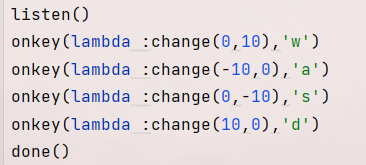 listen()
onkey(lambda :change(0,10),'w')
onkey(lambda :change(-10,0),'a')
onkey(lambda :change(0,-10),'s')
onkey(lambda :change(10,0),'d')
done()